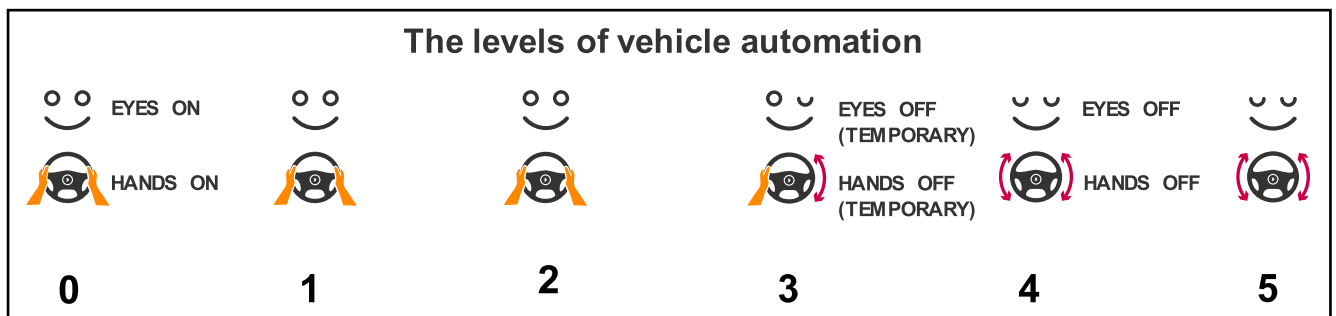 The levels of vehicle automation
EYES ON
HANDS ON
EYES OFF
(TEMPORARY)
HANDS OFF
(TEMPORARY)
EYES OFF
HANDS OFF
0 1 2 3 4 5